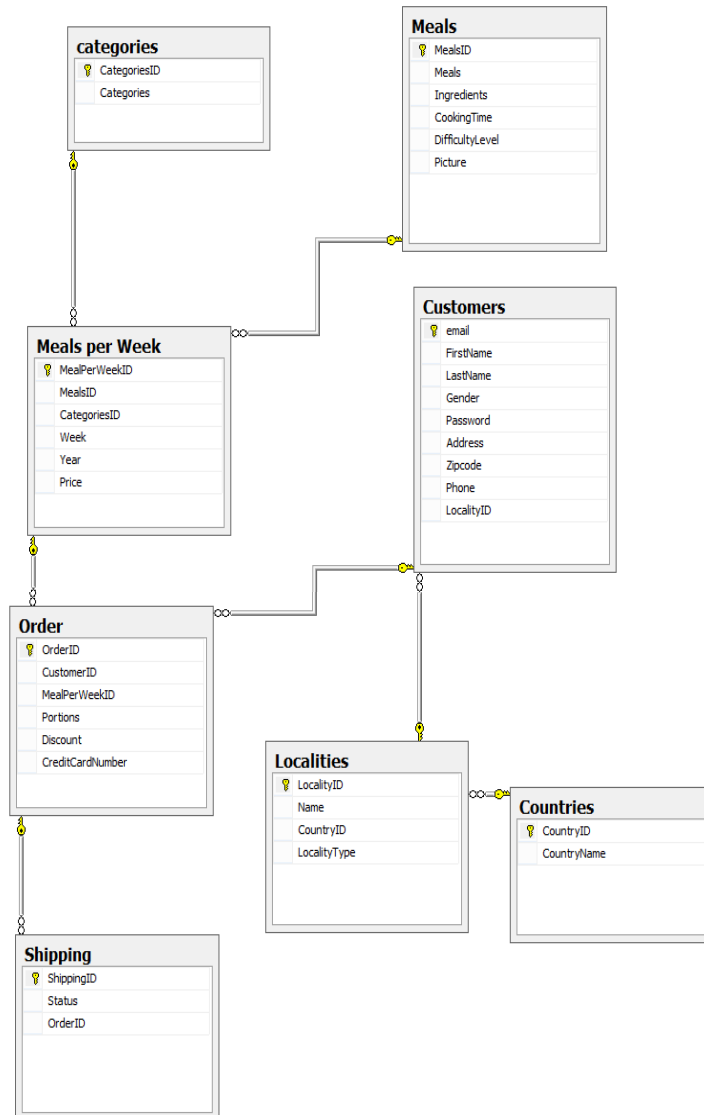 categories
CategoriesID
Categories
Meals
MealsID
Meals
Ingredients
CookingTime
DifficultyLevel
Picture
Meals per Week
MealPerWeekID
MealsID
CategoriesID
Week
Year
Price
Customers
email
FirstName
LastName
Gender
Password
Address
Zipcode
Phone
LocalityID
Order
OrderID
CustomerID
MealPerWeekID
Portions
Discount
CreditCardNumber
Localities
LocalityID
Name
CountryID
LocalityType
Countries
CountryID
CountryName
Shipping
ShippingID
Status
OrderID